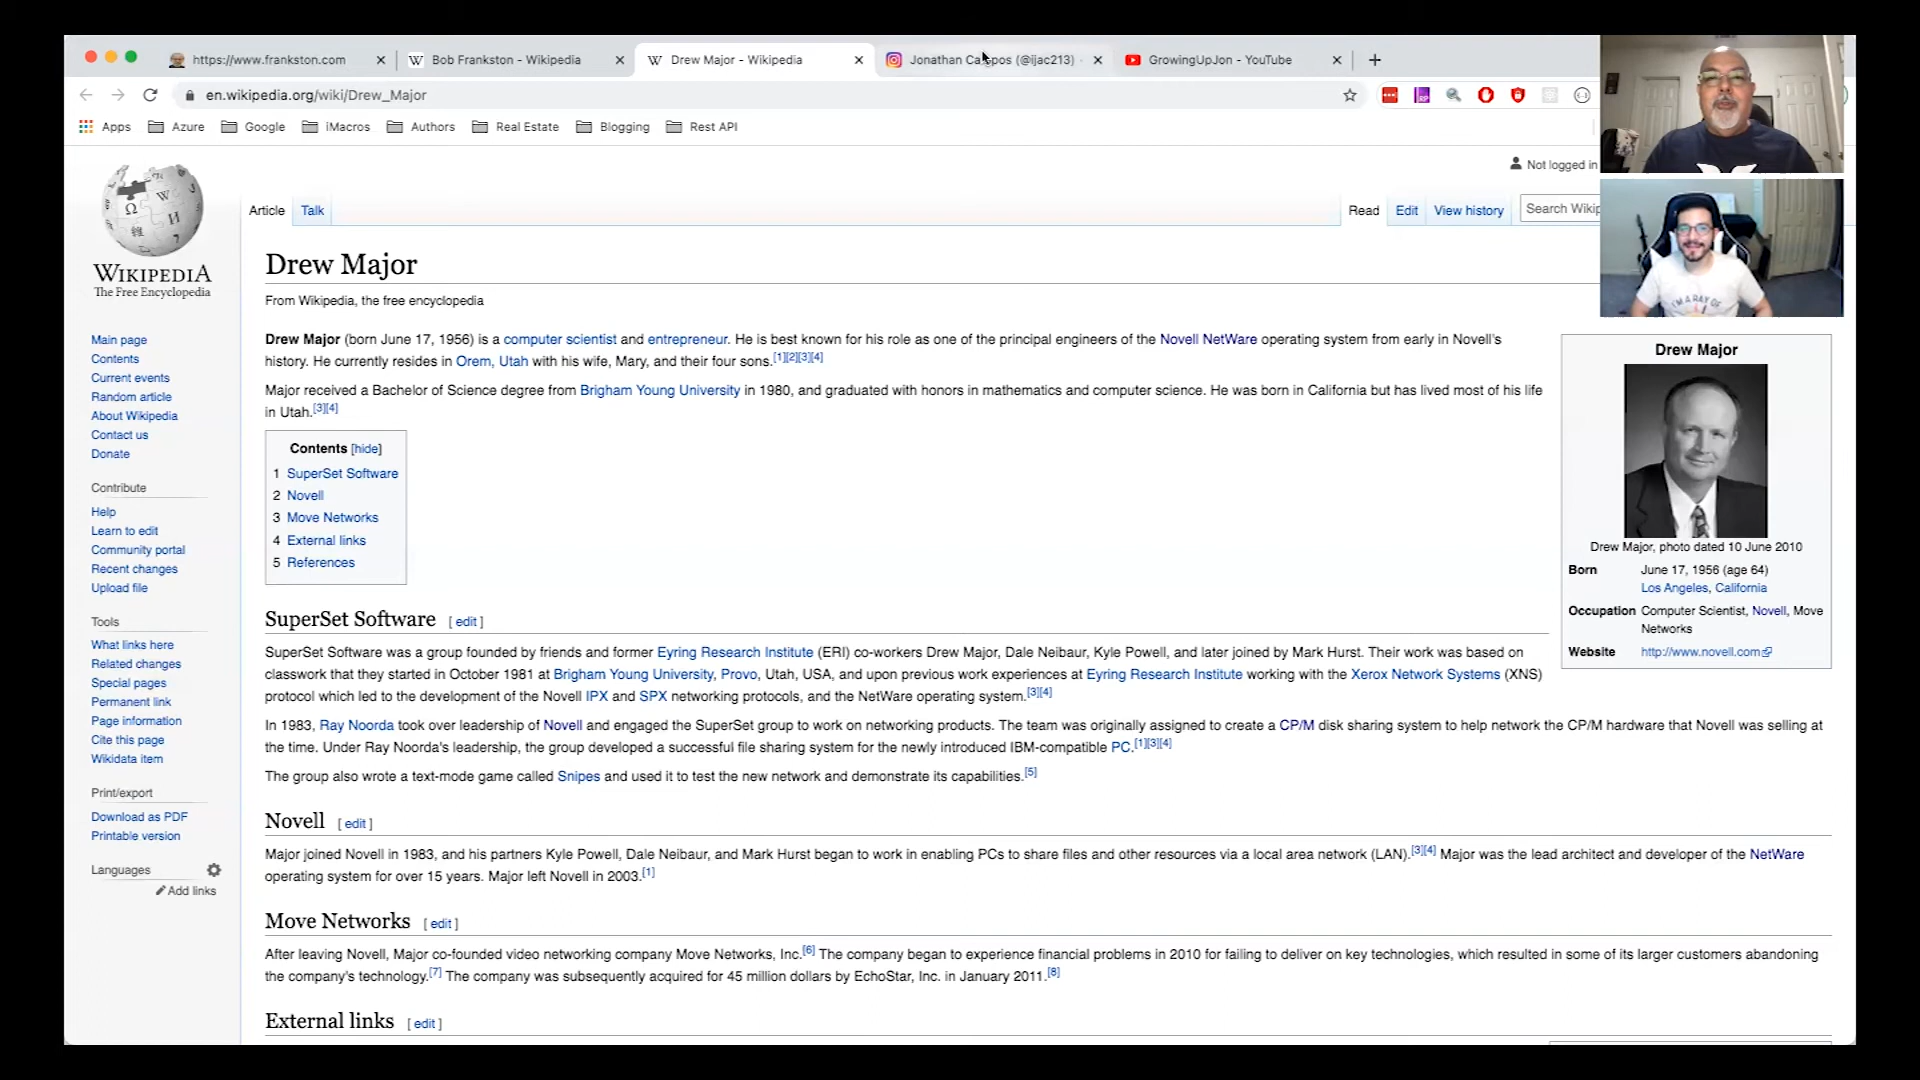 https://www.frankston.com
Bob Frankston - Wikipedia
Drew Major - Wikipedia
Jonathan Campos (@ijac213)
GrowingUpJon - YouTube
en.wikipedia.org/wiki/Drew_Major
Apps Azure Google iMacros Authors Real Estate Blogging Rest API
Not logged in
Article Talk Read Edit View history Search Wikip
WIKIPEDIA
The Free Encyclopedia
Main page
Contents
Current events
Random article
About Wikipedia
Contact us
Donate
Contribute
Help
Learn to edit
Community portal
Recent changes
Upload file
Tools
What links here
Related changes
Special pages
Permanent link
Page information
Cite this page
Wikidata item
Print/export
Download as PDF
Printable version
Languages
Add links
Drew Major
From Wikipedia, the free encyclopedia
Drew Major (born June 17, 1956) is a computer scientist and entrepreneur. He is best known for his role as one of the principal engineers of the Novell NetWare operating system from early in Novell's
history. He currently resides in Orem, Utah with his wife, Mary, and their four sons.[1][2][3][4]
Major received a Bachelor of Science degree from Brigham Young University in 1980, and graduated with honors in mathematics and computer science. He was born in California but has lived most of his life
in Utah.[3][4]
Contents [hide]
1 SuperSet Software
2 Novell
3 Move Networks
4 External links
5 References
SuperSet Software [ edit ]
SuperSet Software was a group founded by friends and former Eyring Research Institute (ERI) co-workers Drew Major, Dale Neibaur, Kyle Powell, and later joined by Mark Hurst. Their work was based on
classwork that they started in October 1981 at Brigham Young University, Provo, Utah, USA, and upon previous work experiences at Eyring Research Institute working with the Xerox Network Systems (XNS)
protocol which led to the development of the Novell IPX and SPX networking protocols, and the NetWare operating system.[3][4]
In 1983, Ray Noorda took over leadership of Novell and engaged the SuperSet group to work on networking products. The team was originally assigned to create a CP/M disk sharing system to help network the CP/M hardware that Novell was selling at
the time. Under Ray Noorda's leadership, the group developed a successful file sharing system for the newly introduced IBM-compatible PC.[1][3][4]
The group also wrote a text-mode game called Snipes and used it to test the new network and demonstrate its capabilities.[5]
Novell [ edit ]
Major joined Novell in 1983, and his partners Kyle Powell, Dale Neibaur, and Mark Hurst began to work in enabling PCs to share files and other resources via a local area network (LAN).[3][4] Major was the lead architect and developer of the NetWare
operating system for over 15 years. Major left Novell in 2003.[1]
Move Networks [ edit ]
After leaving Novell, Major co-founded video networking company Move Networks, Inc.[6] The company began to experience financial problems in 2010 for failing to deliver on key technologies, which resulted in some of its larger customers abandoning
the company's technology.[7] The company was subsequently acquired for 45 million dollars by EchoStar, Inc. in January 2011.[8]
External links [ edit ]
Drew Major
Drew Major, photo dated 10 June 2010
Born June 17, 1956 (age 64)
Los Angeles, California
Occupation Computer Scientist, Novell, Move
Networks
Website http://www.novell.com
I'M A RAY OF